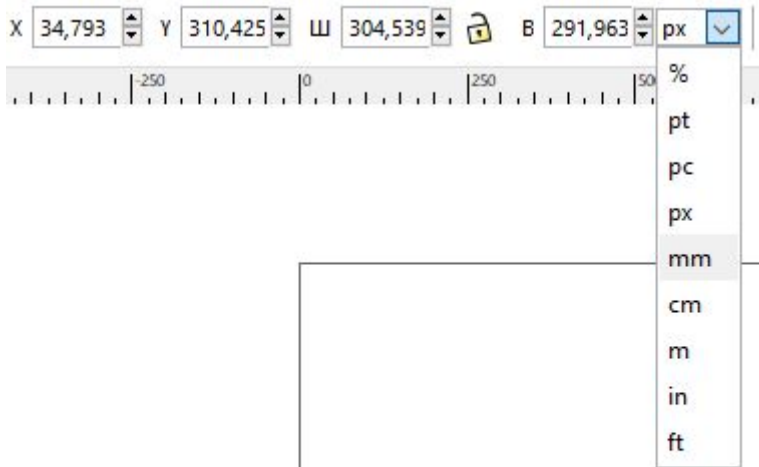 X 34,793 Y 310,425 Ш 304,539 В 291,963 px
-250 0 250
%
pt
pc
px
mm
cm
m
in
ft